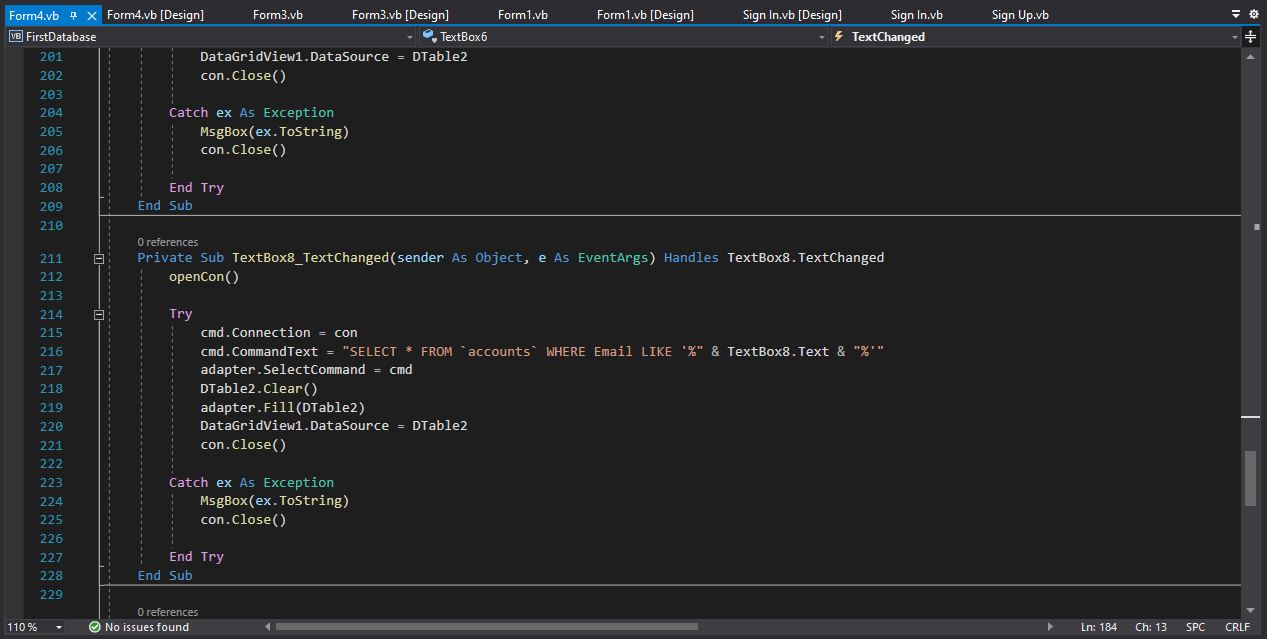 Form4.vb Form4.vb [Design] Form3.vb Form3.vb [Design] Form1.vb Form1.vb [Design] Sign In.vb [Design] Sign In.vb Sign Up.vb
VB FirstDatabase TextBox6 TextChanged
201 DataGridView1.DataSource = DTable2
202 con.Close()
203
204 Catch ex As Exception
205 MsgBox(ex.ToString)
206 con.Close()
207
208 End Try
209 End Sub
210
0 references
211 Private Sub TextBox8_TextChanged(sender As Object, e As EventArgs) Handles TextBox8.TextChanged
212 openCon()
213
214 Try
215 cmd.Connection = con
216 cmd.CommandText = "SELECT * FROM `accounts` WHERE Email LIKE '%" & TextBox8.Text & "%'"
217 adapter.SelectCommand = cmd
218 DTable2.Clear()
219 adapter.Fill(DTable2)
220 DataGridView1.DataSource = DTable2
221 con.Close()
222
223 Catch ex As Exception
224 MsgBox(ex.ToString)
225 con.Close()
226
227 End Try
228 End Sub
229
0 references
110 % No issues found Ln: 184 Ch: 13 SPC CRLF